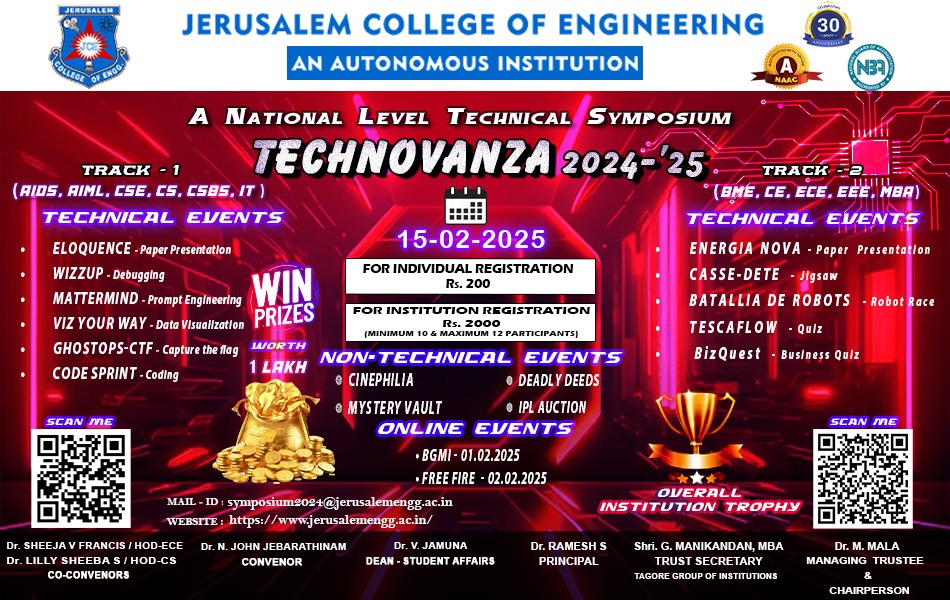 JERUSALEM
JCE
COLLEGE OF ENGG.
JERUSALEM COLLEGE OF ENGINEERING
AN AUTONOMOUS INSTITUTION
30
YEARS
ANNIVERSARY
A
NAAC
NBA
A National Level Technical Symposium
TECHNOVANZA 2024-'25
TRACK - 1
(AIDS, AIML, CSE, CS, CSBS, IT )
TECHNICAL EVENTS
• ELOQUENCE - Paper Presentation
• WIZZUP - Debugging
• MATTERMIND - Prompt Engineering
• VIZ YOUR WAY - Data Visualization
• GHOSTOPS-CTF - Capture the flag
• CODE SPRINT - Coding
WIN
PRIZES
WORTH
1 LAKH
15-02-2025
FOR INDIVIDUAL REGISTRATION
Rs. 200
FOR INSTITUTION REGISTRATION
Rs. 2000
(MINIMUM 10 & MAXIMUM 12 PARTICIPANTS)
NON-TECHNICAL EVENTS
CINEPHILIA
DEADLY DEEDS
MYSTERY VAULT
IPL AUCTION
ONLINE EVENTS
• BGMI - 01.02.2025
• FREE FIRE - 02.02.2025
TRACK - 2
(BME, CE, ECE, EEE, MBA)
TECHNICAL EVENTS
• ENERGIA NOVA - Paper Presentation
• CASSE-DETE - Jigsaw
• BATALLIA DE ROBOTS - Robot Race
• TESCAFLOW - Quiz
• BizQuest - Business Quiz
SCAN ME
SCAN ME
OVERALL
INSTITUTION TROPHY
MAIL - ID : symposium2024@jerusalemengg.ac.in
WEBSITE : https://www.jerusalemengg.ac.in/
Dr. SHEEJA V FRANCIS / HOD-ECE
Dr. LILLY SHEEBA S / HOD-CS
CO-CONVENORS
Dr. N. JOHN JEBARATHINAM
CONVENOR
Dr. V. JAMUNA
DEAN - STUDENT AFFAIRS
Dr. RAMESH S
PRINCIPAL
Shri. G. MANIKANDAN, MBA
TRUST SECRETARY
TAGORE GROUP OF INSTITUTIONS
Dr. M. MALA
MANAGING TRUSTEE
&
CHAIRPERSON